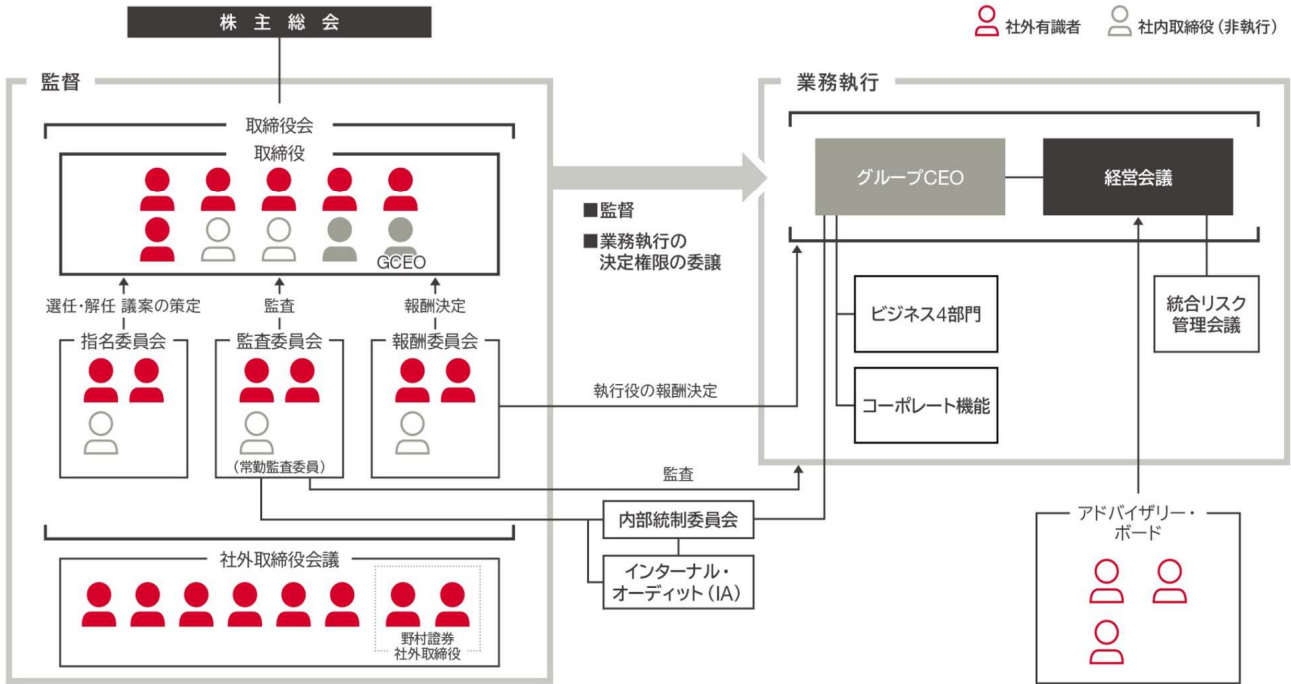 株主総会
社外有識者
社内取締役（非執行）
監督
取締役会
取締役
GCEO
選任・解任 議案の策定
監査
報酬決定
指名委員会
監査委員会
報酬委員会
（常勤監査委員）
社外取締役会議
野村證券
社外取締役
■監督
■業務執行の
決定権限の委譲
執行役の報酬決定
監査
内部統制委員会
インターナル・
オーディット（IA）
業務執行
グループCEO
経営会議
ビジネス4部門
コーポレート機能
統合リスク
管理会議
アドバイザリー・
ボード